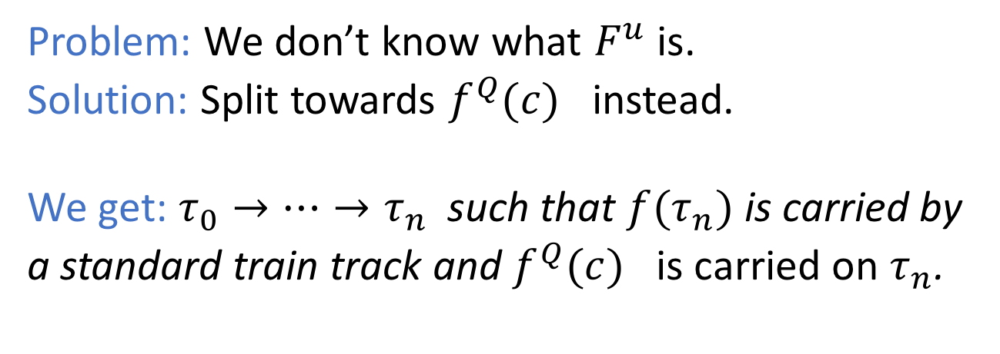 Problem: We don’t know what $F^u$ is.
Solution: Split towards $f^Q(c)$ instead.
We get: $\tau_0 \to \cdots \to \tau_n$ such that $f(\tau_n)$ is carried by
a standard train track and $f^Q(c)$ is carried on $\tau_n$.